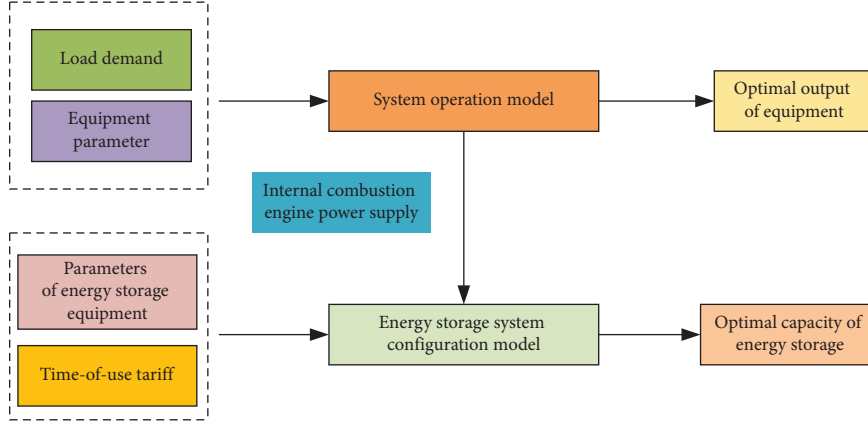 Load demand
Equipment
parameter
System operation model
Optimal output
of equipment
Internal combustion
engine power supply
Parameters
of energy storage
equipment
Time-of-use tariff
Energy storage system
configuration model
Optimal capacity of
energy storage